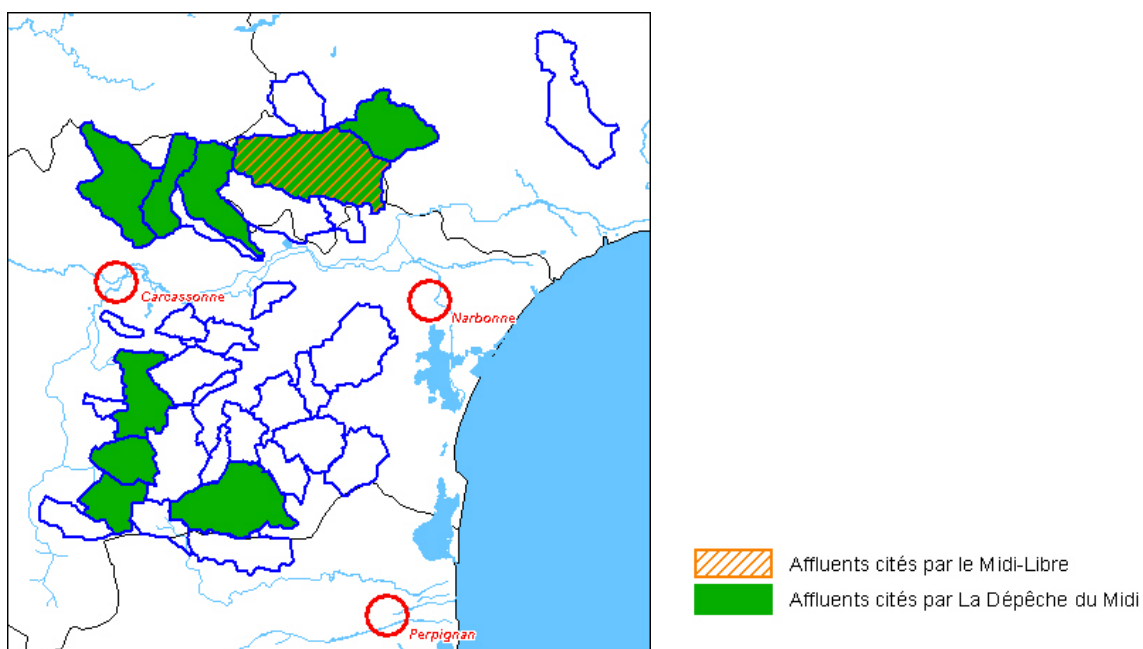 Carcassonne
Narbonne
Perpignan
Affluents cités par le Midi-Libre
Affluents cités par La Dépêche du Midi